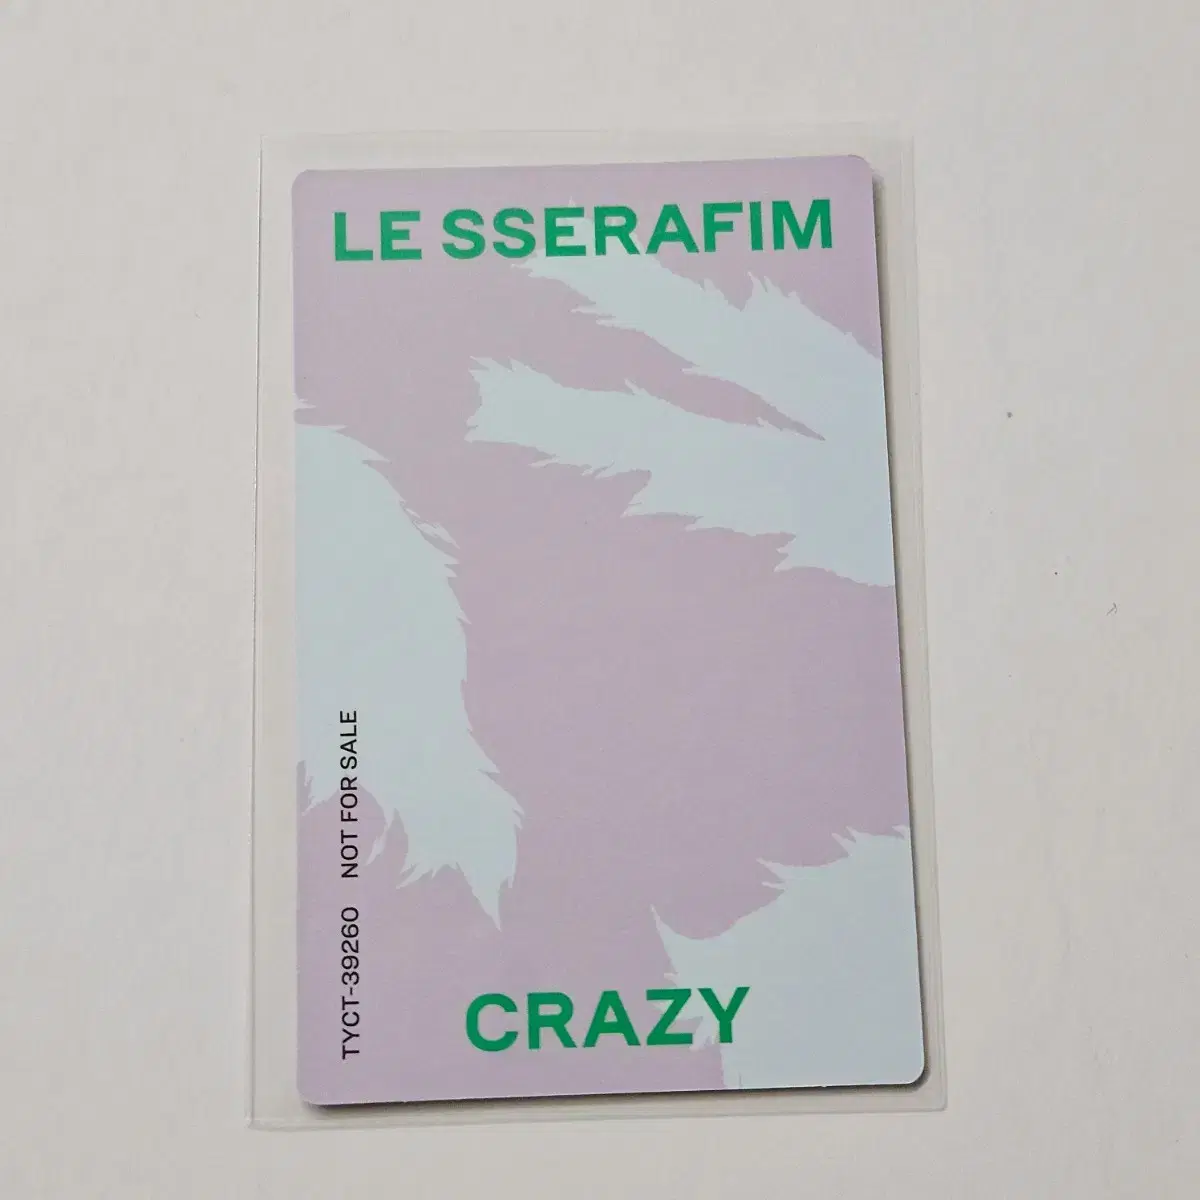 LE SSERAFIM
TYCT-39260 NOT FOR SALE
CRAZY